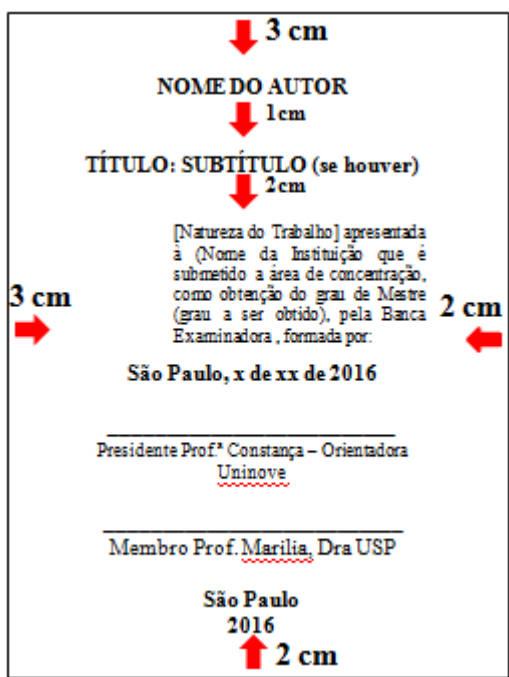 3 cm
NOME DO AUTOR
1cm
TÍTULO: SUBTÍTULO (se houver)
2cm
[Natureza do Trabalho] apresentada
à (Nome da Instituição que é
submetido a área de concentração,
como obtenção do grau de Mestre
(grau a ser obtido), pela Banca
Examinadora , formada por:
3 cm
2 cm
São Paulo, x de xx de 2016
Presidente Prof.ª Constança – Orientadora
Uninove
Membro Prof. Marilia, Dra USP
São Paulo
2016
2 cm